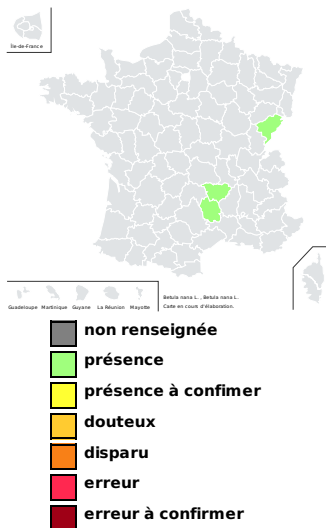 Île-de-France
Guadeloupe Martinique Guyane La Réunion Mayotte
Betula nana L. , Betula nana L.
Carte en cours d'élaboration.
non renseignée
présence
présence à confimer
douteux
disparu
erreur
erreur à confirmer